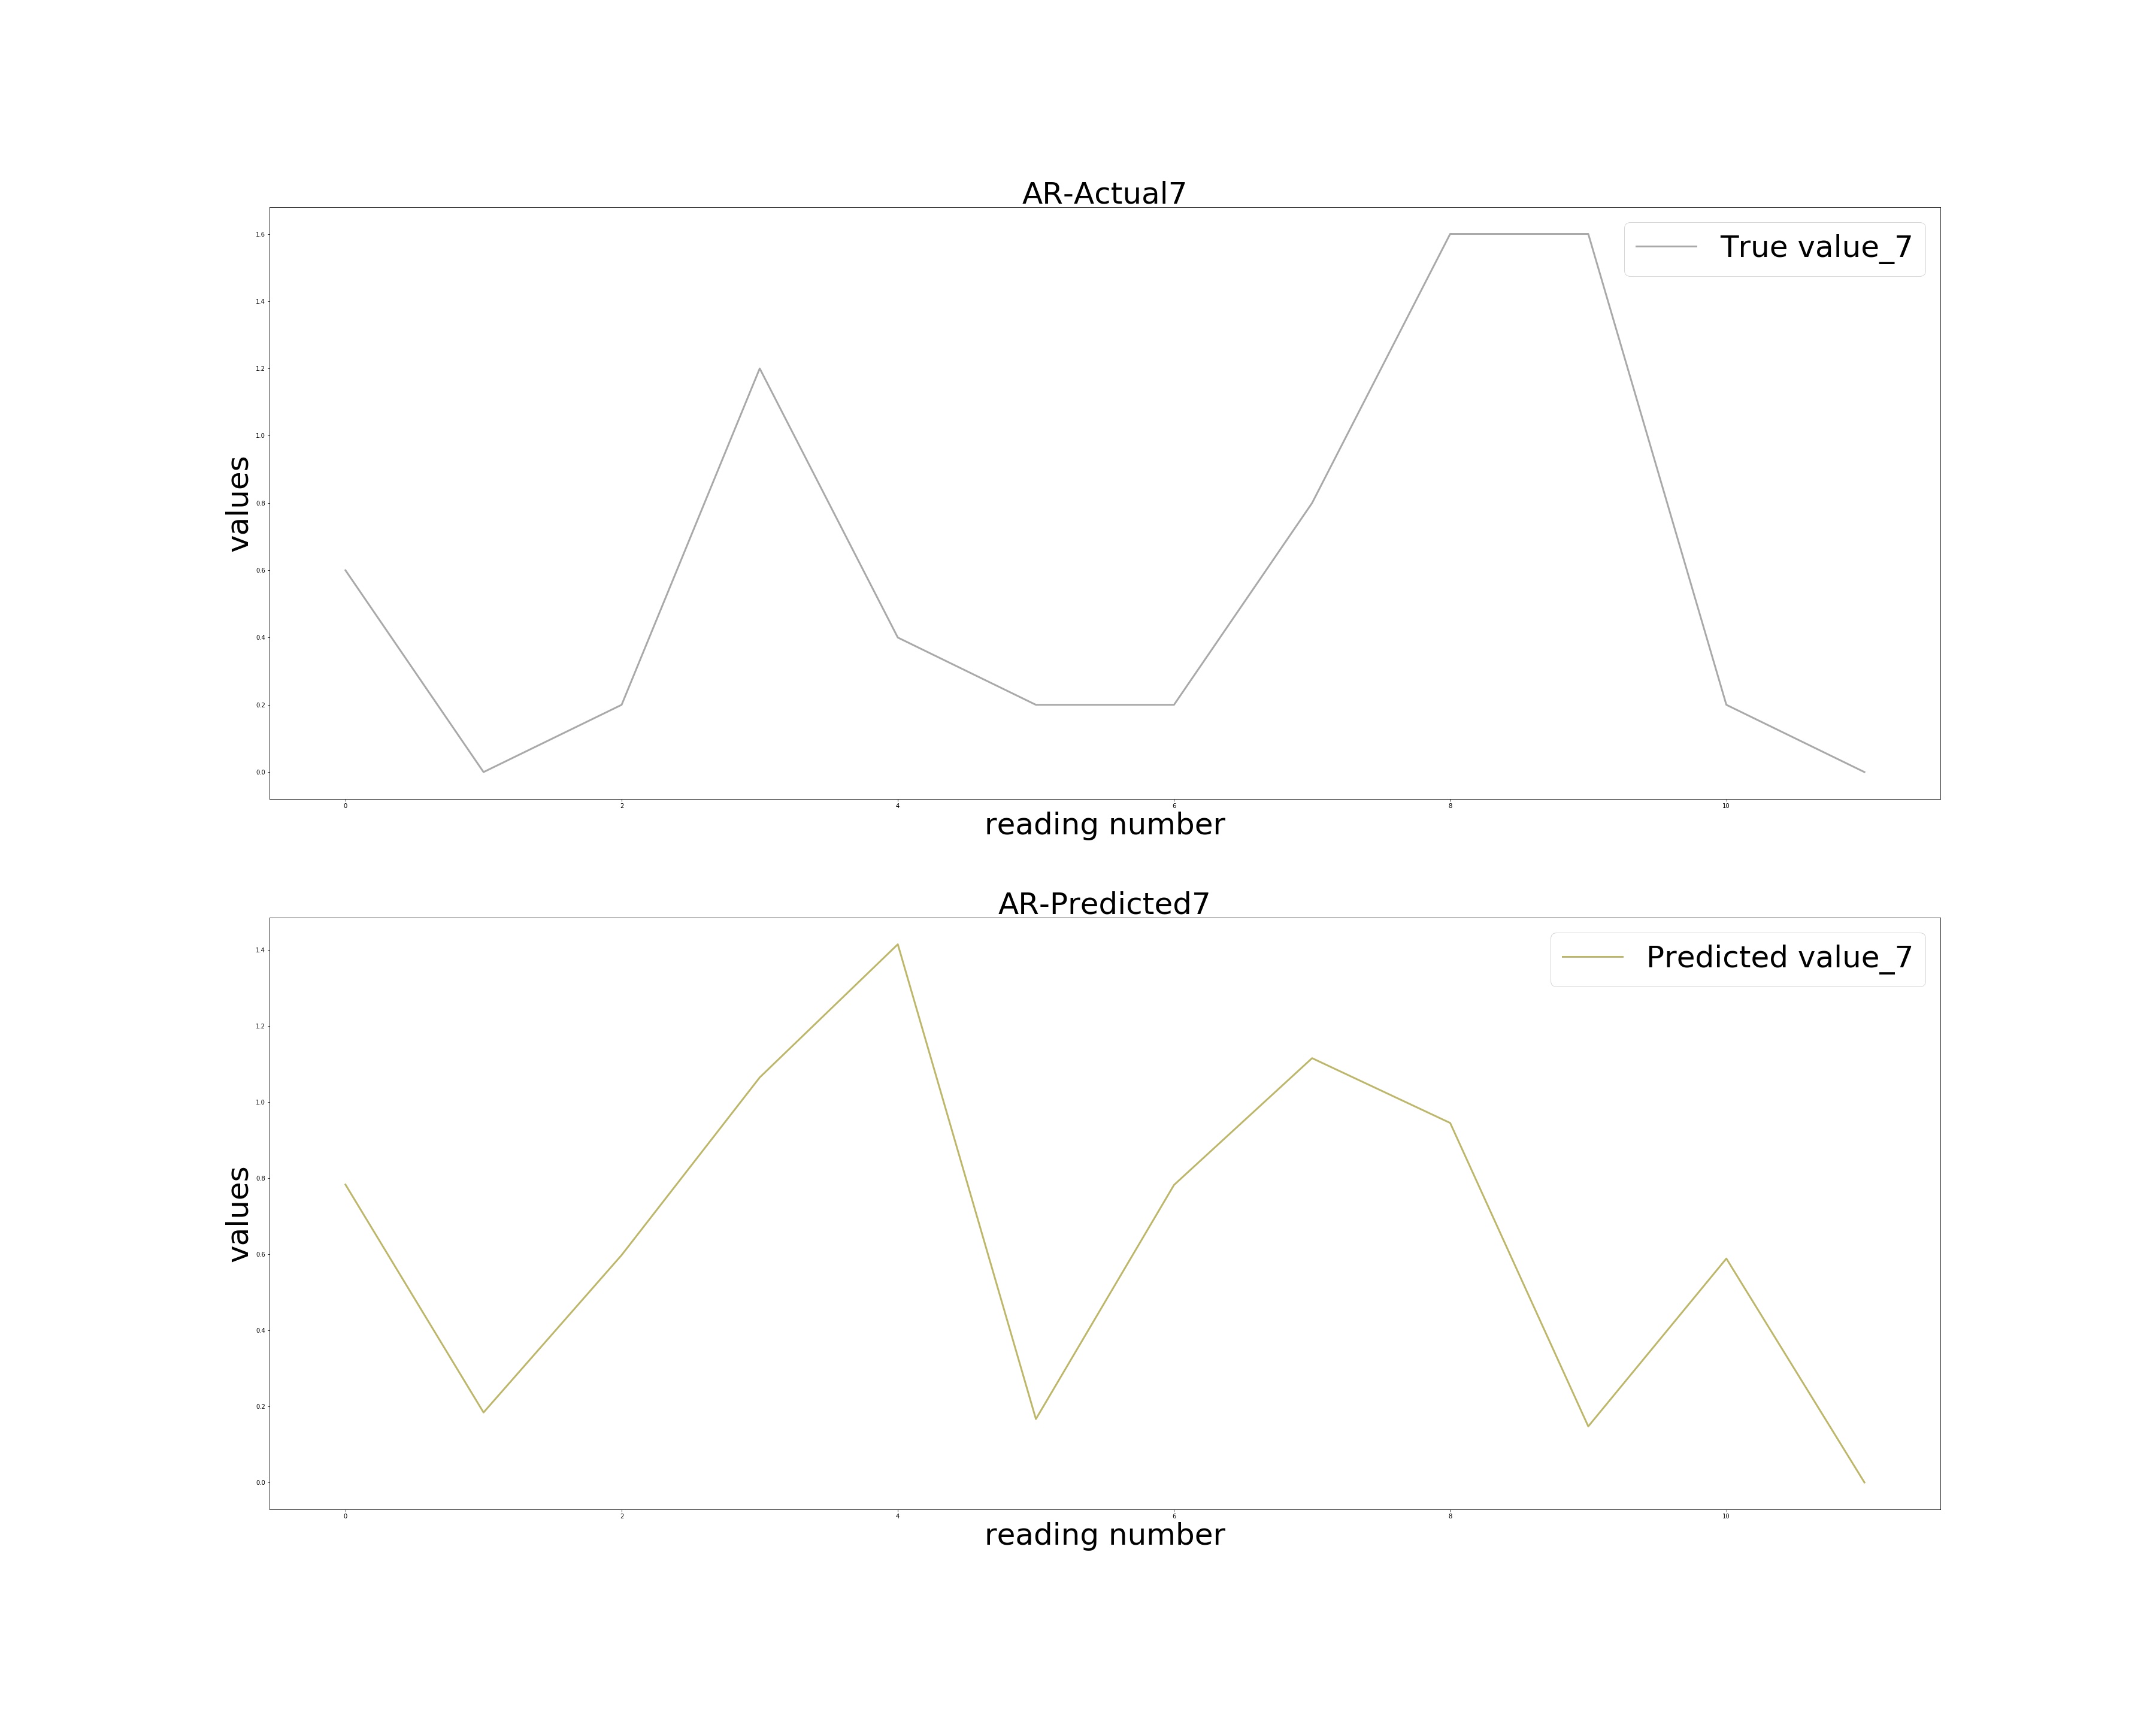 AR-Actual7
True value_7
1.6
1.4
1.2
1.0
0.8
0.6
0.4
0.2
0.0
values
0 2 4 6 8 10
reading number
AR-Predicted7
Predicted value_7
1.4
1.2
1.0
0.8
0.6
0.4
0.2
0.0
values
0 2 4 6 8 10
reading number